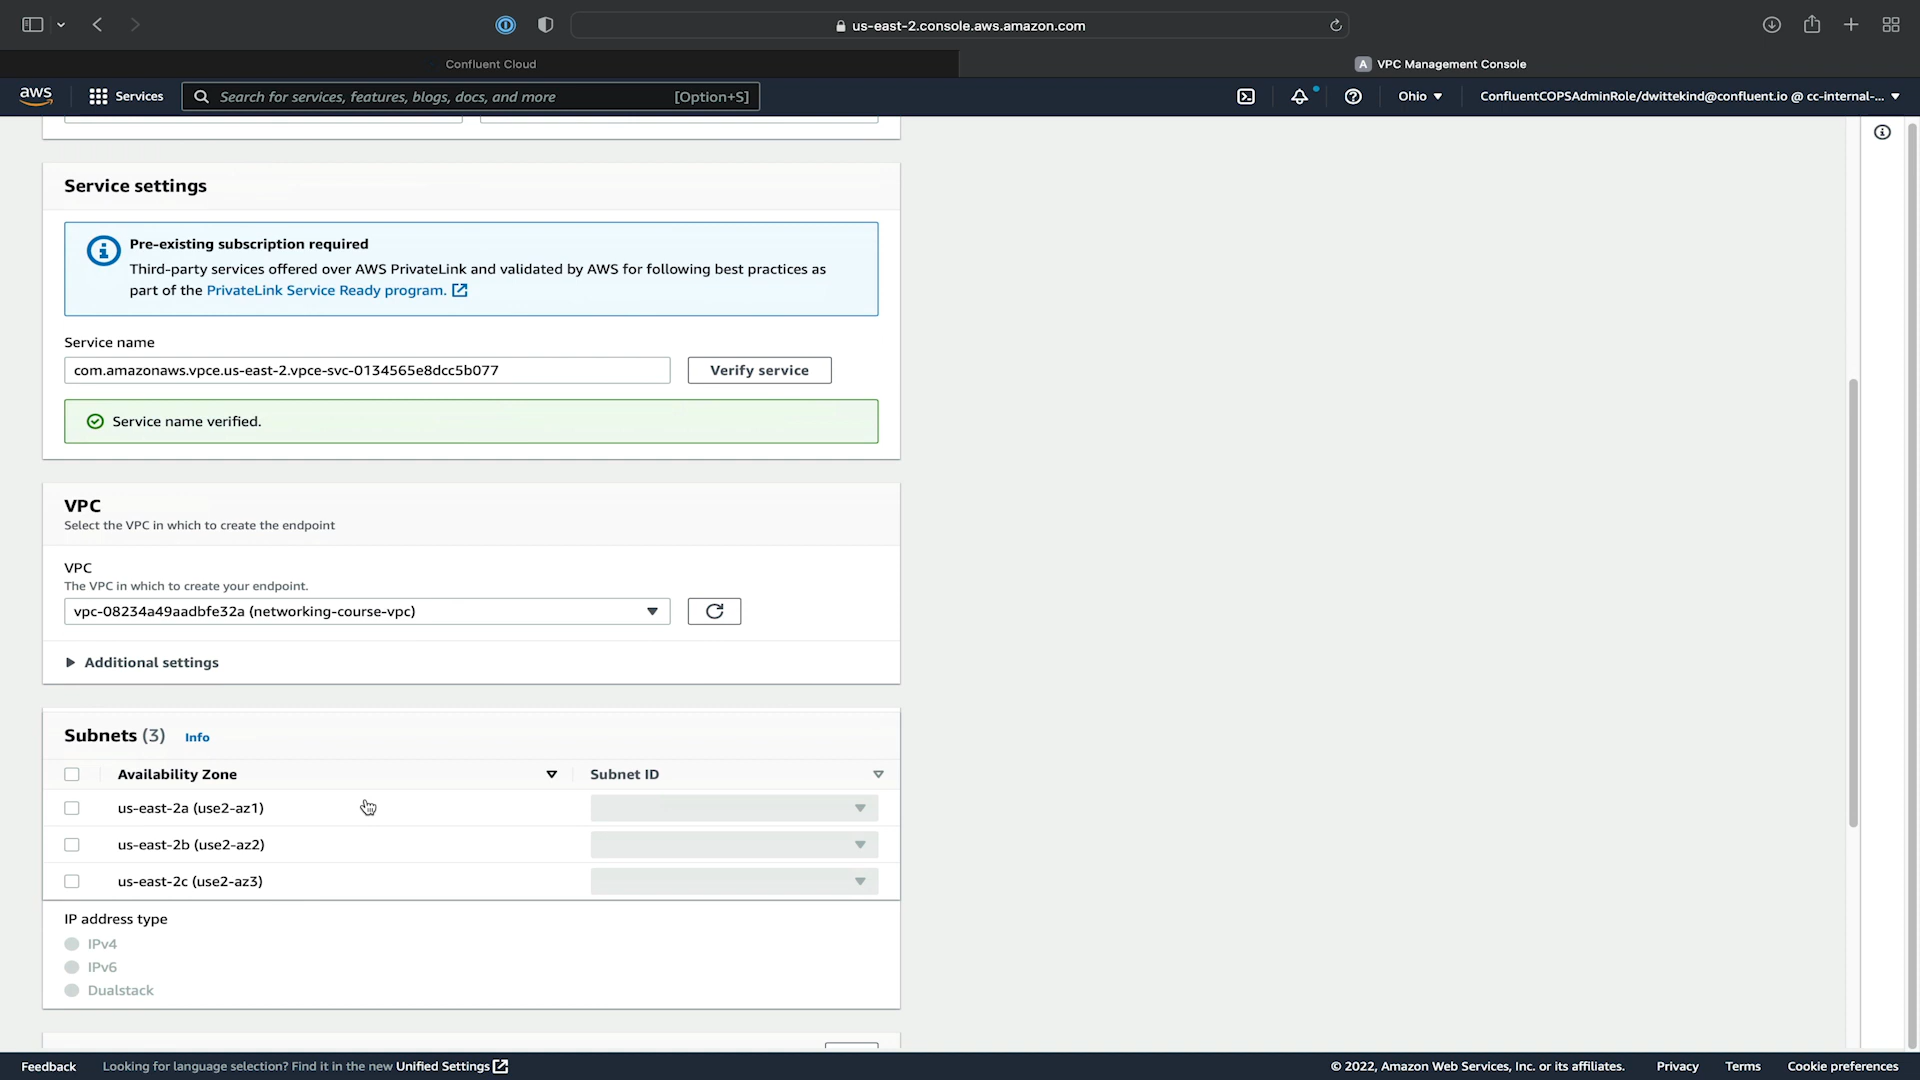 us-east-2.console.aws.amazon.com
Confluent Cloud
A VPC Management Console
aws
Services
Search for services, features, blogs, docs, and more [Option+S]
Ohio
ConfluentCOPSAdminRole/dwittekind@confluent.io @ cc-internal-...
Service settings
Pre-existing subscription required
Third-party services offered over AWS PrivateLink and validated by AWS for following best practices as
part of the PrivateLink Service Ready program.
Service name
com.amazonaws.vpce.us-east-2.vpce-svc-0134565e8dcc5b077
Verify service
Service name verified.
VPC
Select the VPC in which to create the endpoint
VPC
The VPC in which to create your endpoint.
vpc-08234a49aadbfe32a (networking-course-vpc)
Additional settings
Subnets (3) Info
Availability Zone Subnet ID
us-east-2a (use2-az1)
us-east-2b (use2-az2)
us-east-2c (use2-az3)
IP address type
IPv4
IPv6
Dualstack
Feedback
Looking for language selection? Find it in the new Unified Settings
© 2022, Amazon Web Services, Inc. or its affiliates.
Privacy
Terms
Cookie preferences